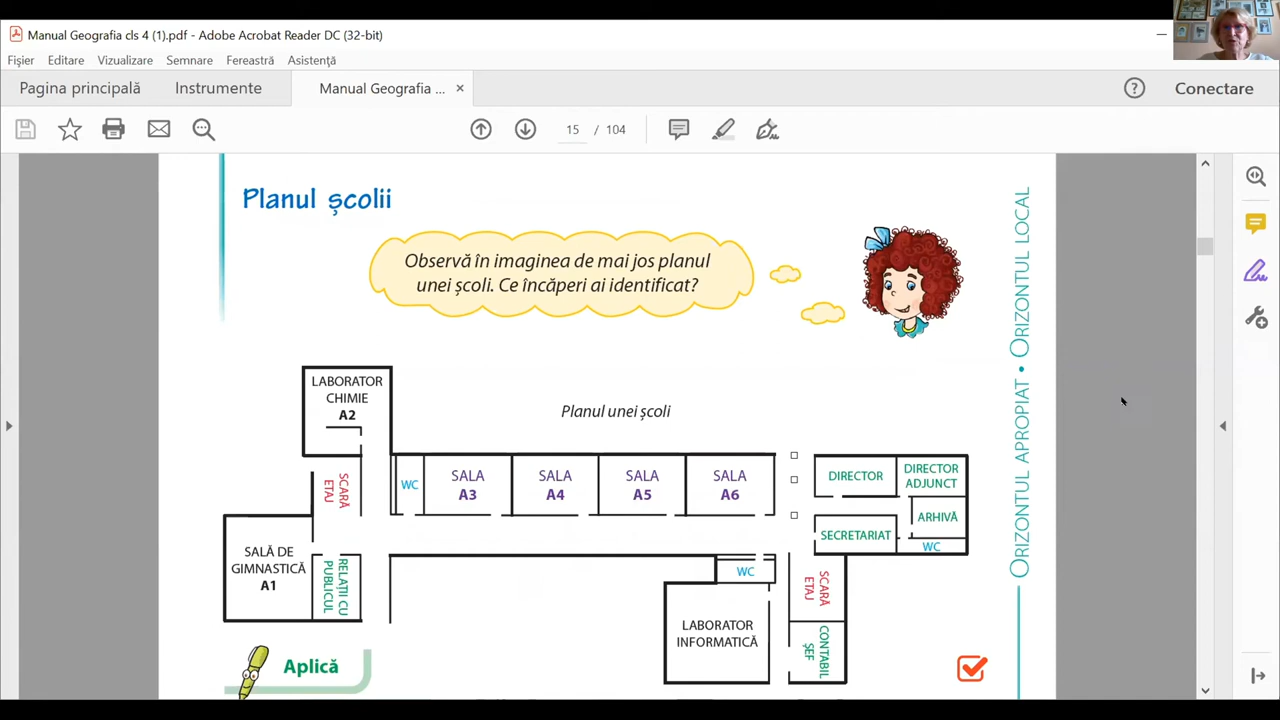 Manual Geografia cls 4 (1).pdf - Adobe Acrobat Reader DC (32-bit)
Fișier Editare Vizualizare Semnare Fereastră Asistență
Pagina principală Instrumente Manual Geografia ... × Conectare
15 / 104
Planul școlii
Observă în imaginea de mai jos planul
unei școli. Ce încăperi ai identificat?
ORIZONTUL APROPIAT • ORIZONTUL LOCAL
Planul unei școli
LABORATOR
CHIMIE
A2
SCARĂ
ETAJ
WC
SALA
A3
SALA
A4
SALA
A5
SALA
A6
DIRECTOR
DIRECTOR
ADJUNCT
ARHIVĂ
SECRETARIAT
WC
SALĂ DE
GIMNASTICĂ
A1
RELAȚII CU
PUBLICUL
WC
SCARĂ
ETAJ
LABORATOR
INFORMATICĂ
CONTABIL
ȘEF
Aplică